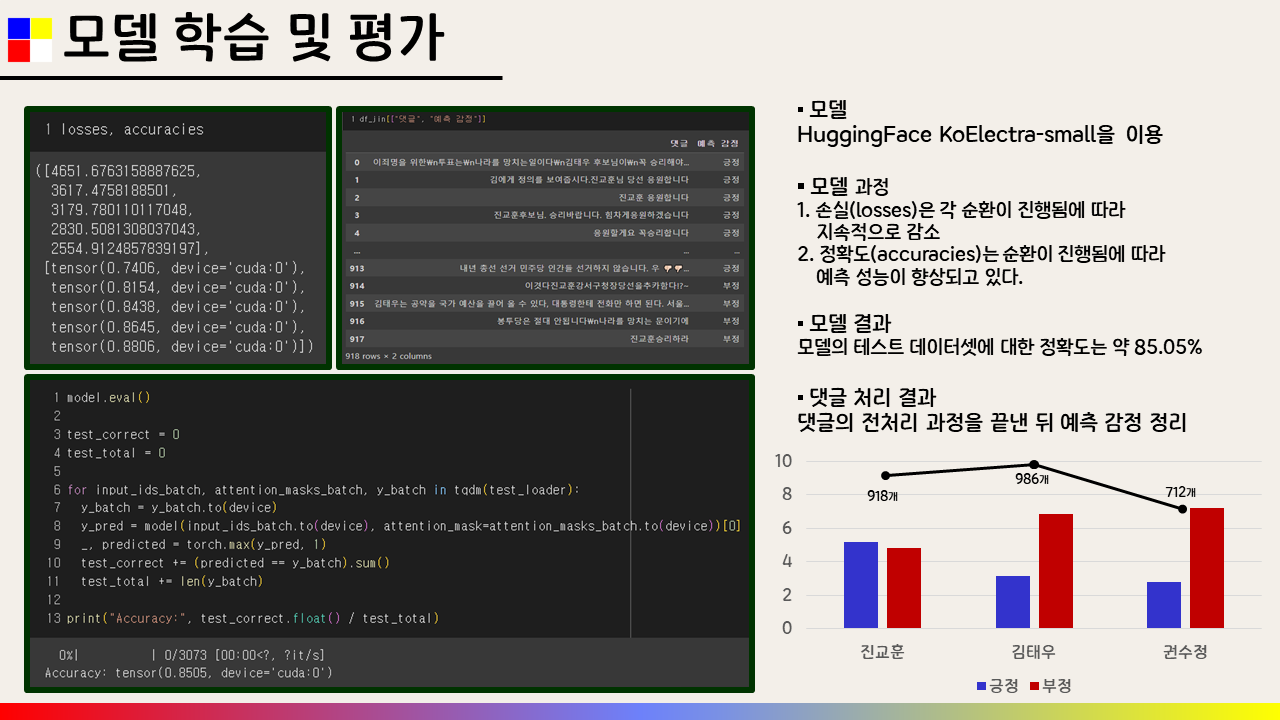 모델 학습 및 평가
1 losses, accuracies
([4651.6763158887625,
3617.4758188501,
3179.780110117048,
2830.5081308037043,
2554.9124857839197],
[tensor(0.7406, device='cuda:0'),
tensor(0.8154, device='cuda:0'),
tensor(0.8438, device='cuda:0'),
tensor(0.8645, device='cuda:0'),
tensor(0.8806, device='cuda:0')])
1 df_jin[["댓글", "예측 감정"]]
댓글 예측 감정
0 이죄명을 위한₩n투표는₩n나라를 망치는일이다₩n김태우 후보님이₩n꼭 승리해야... 긍정
1 김에게 정의를 보여줍시다.진교훈님 당선 응원합니다 긍정
2 진교훈 응원합니다 긍정
3 진교훈후보님. 승리바랍니다. 힘차게응원하겠습니다 긍정
4 응원할게요 꼭승리합니다 긍정
... ... ...
913 내년 총선 선거 민주당 인간들 선거하지 않습니다. 우 👎👎... 긍정
914 이것다진교훈강서구청장당선을추카합다!?~ 부정
915 김태우는 공약을 국가 예산을 끌어 올 수 있다, 대통령한테 전화만 하면 된다. 서울... 부정
916 봉투당은 절대 안됩니다₩n나라를 망치는 문이기에 부정
917 진교훈승리하라 부정
918 rows × 2 columns
1 model.eval()
2
3 test_correct = 0
4 test_total = 0
5
6 for input_ids_batch, attention_masks_batch, y_batch in tqdm(test_loader):
7 y_batch = y_batch.to(device)
8 y_pred = model(input_ids_batch.to(device), attention_mask=attention_masks_batch.to(device))[0]
9 _, predicted = torch.max(y_pred, 1)
10 test_correct += (predicted == y_batch).sum()
11 test_total += len(y_batch)
12
13 print("Accuracy:", test_correct.float() / test_total)
0%| | 0/3073 [00:00<?, ?it/s]
Accuracy: tensor(0.8505, device='cuda:0')
▪ 모델
HuggingFace KoElectra-small을 이용
▪ 모델 과정
1. 손실(losses)은 각 순환이 진행됨에 따라
지속적으로 감소
2. 정확도(accuracies)는 순환이 진행됨에 따라
예측 성능이 향상되고 있다.
▪ 모델 결과
모델의 테스트 데이터셋에 대한 정확도는 약 85.05%
▪ 댓글 처리 결과
댓글의 전처리 과정을 끝낸 뒤 예측 감정 정리
10
8
6
4
2
0
918개
986개
712개
진교훈 김태우 권수정
긍정 부정